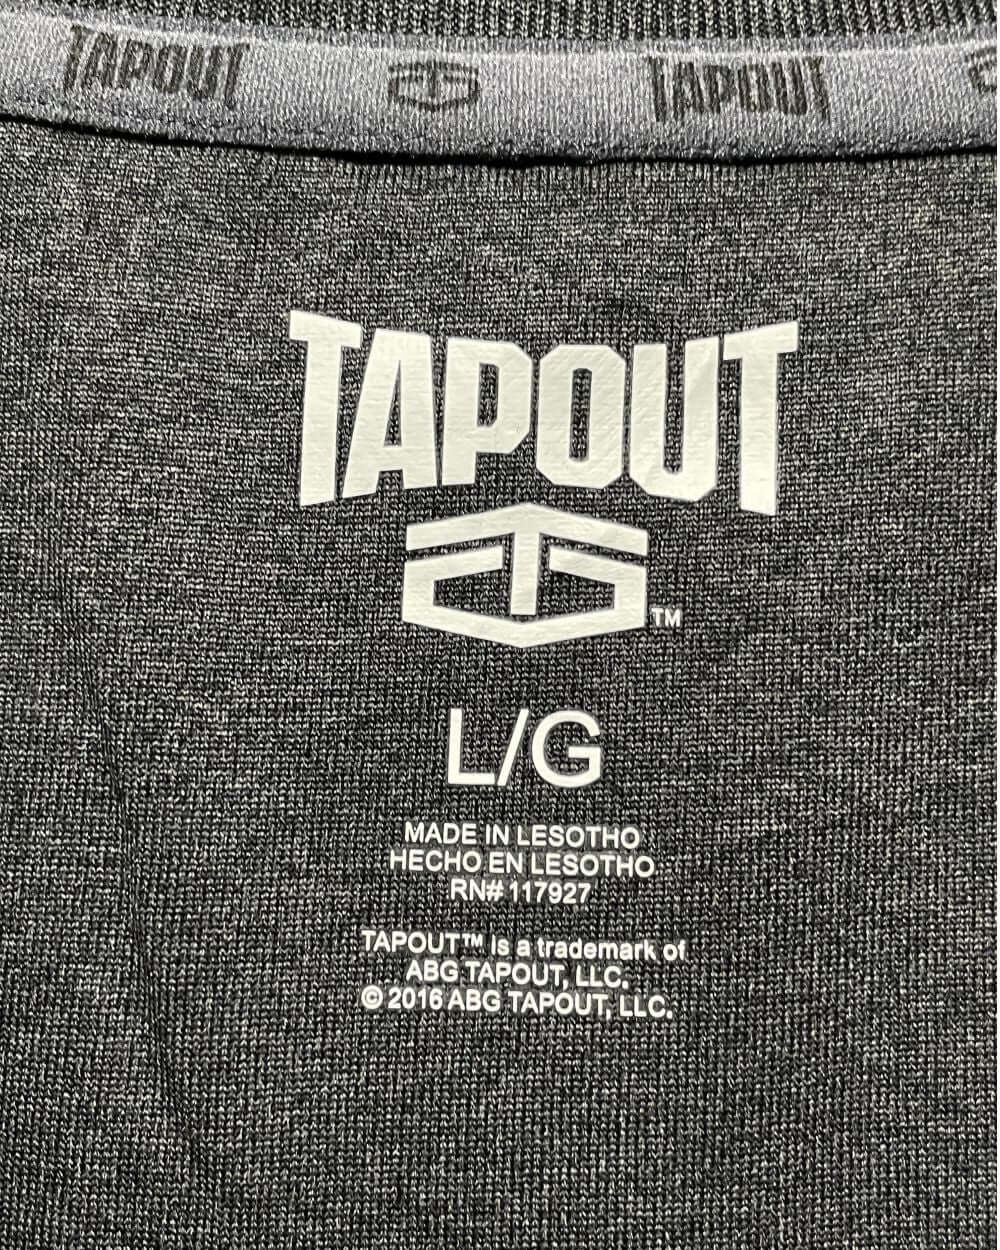 TAPOUT TAPOUT
TAPOUT
TM
L/G
MADE IN LESOTHO
HECHO EN LESOTHO
RN# 117927
TAPOUT™ is a trademark of
ABG TAPOUT, LLC.
© 2016 ABG TAPOUT, LLC.